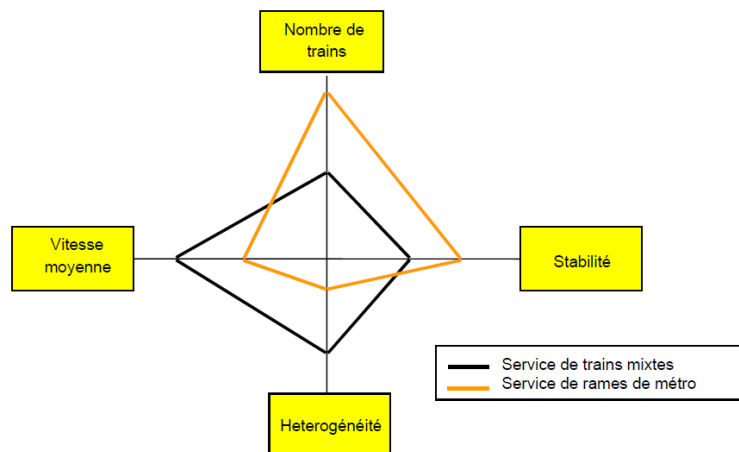 Nombre de
trains
Vitesse
moyenne
Stabilité
Heterogénéité
Service de trains mixtes
Service de rames de métro